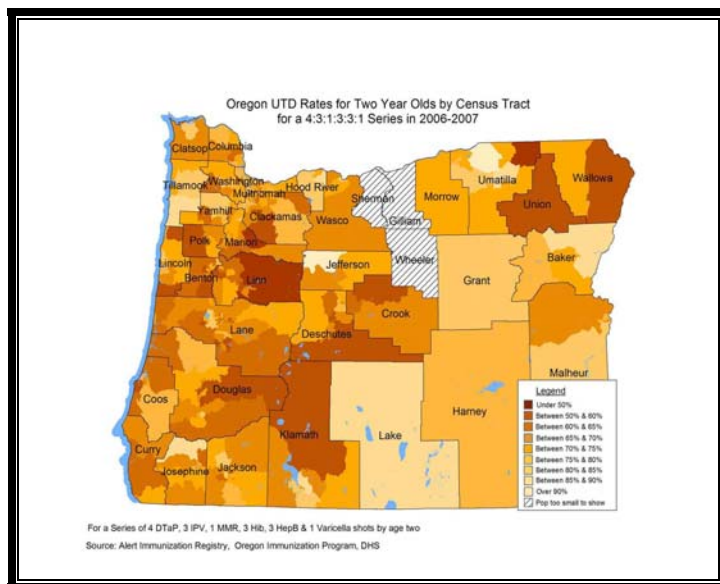 Oregon UTD Rates for Two Year Olds by Census Tract
for a 4:3:1:3:3:1 Series in 2006-2007
Clatsop
Columbia
Tillamook
Washington
Multnomah
Hood River
Sherman
Gilliam
Morrow
Umatilla
Union
Wallowa
Yamhill
Clackamas
Wasco
Polk
Marion
Wheeler
Lincoln
Benton
Linn
Jefferson
Grant
Baker
Lane
Deschutes
Crook
Malheur
Coos
Douglas
Harney
Curry
Josephine
Jackson
Klamath
Lake
Legend
Under 50%
Between 50% & 60%
Between 60% & 65%
Between 65% & 70%
Between 70% & 75%
Between 75% & 80%
Between 80% & 85%
Between 85% & 90%
Over 90%
Pop too small to show
For a Series of 4 DTaP, 3 IPV, 1 MMR, 3 Hib, 3 HepB & 1 Varicella shots by age two
Source: Alert Immunization Registry, Oregon Immunization Program, DHS